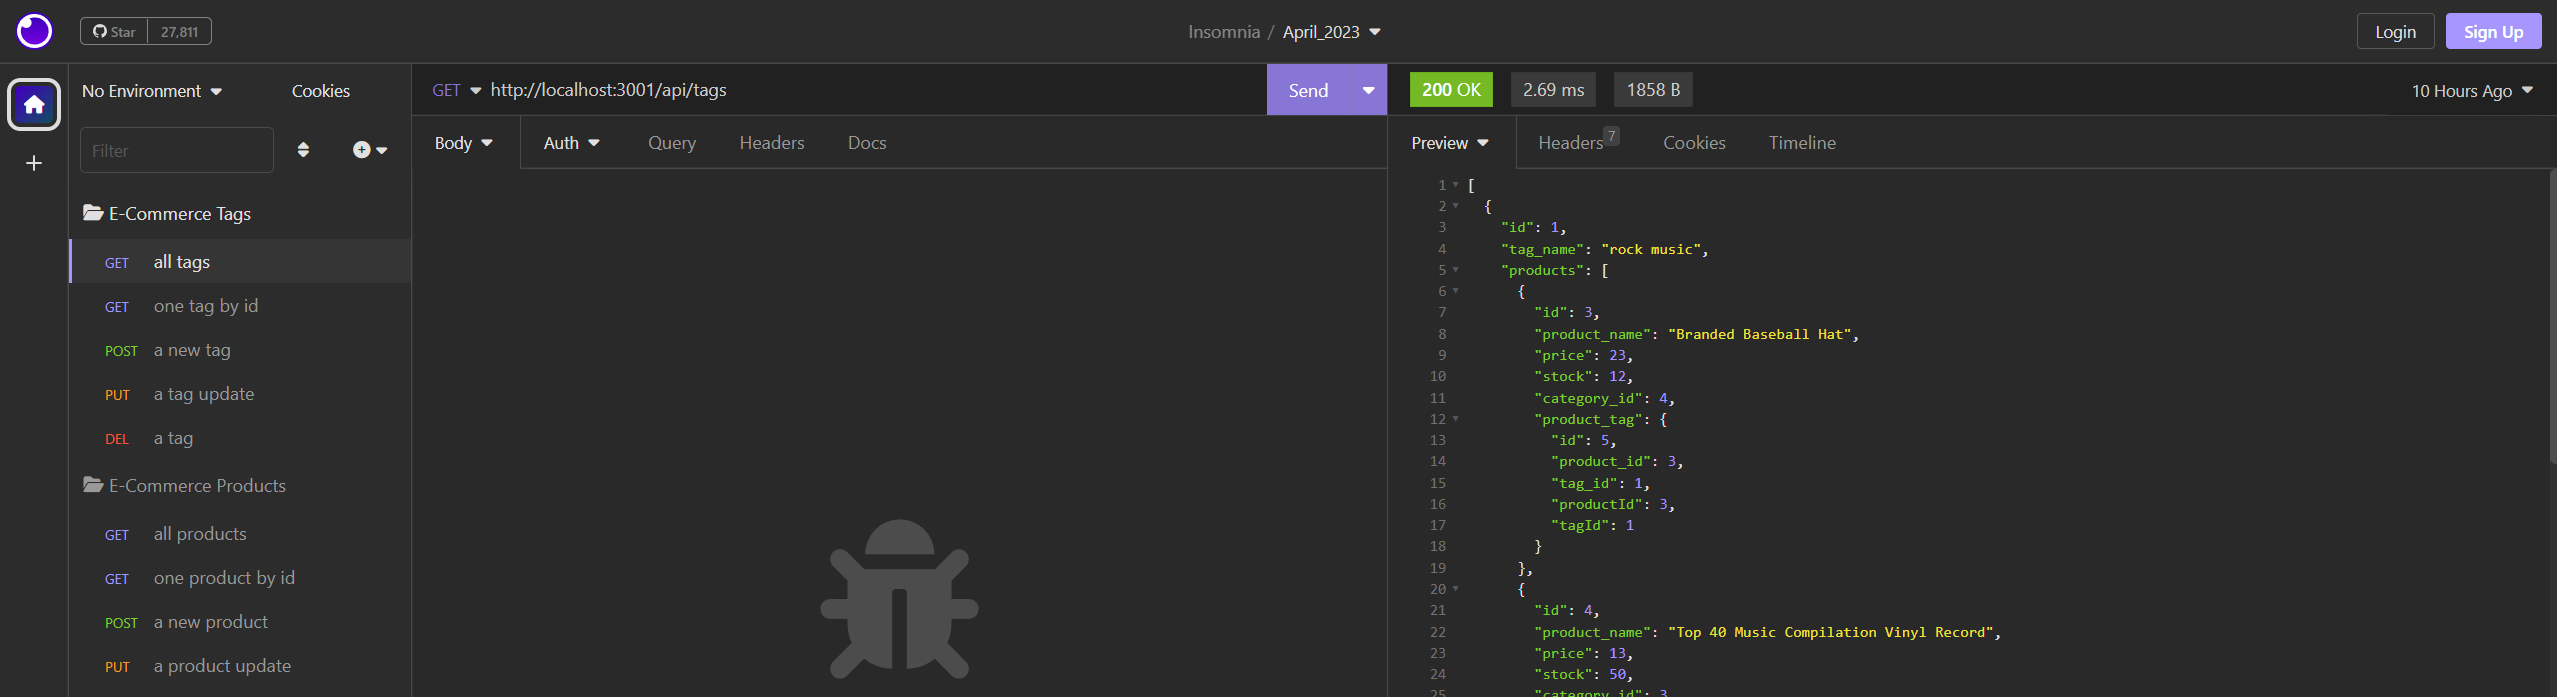 Star 27,811
Insomnia / April_2023
Login
Sign Up
No Environment
Cookies
Filter
E-Commerce Tags
GET all tags
GET one tag by id
POST a new tag
PUT a tag update
DEL a tag
E-Commerce Products
GET all products
GET one product by id
POST a new product
PUT a product update
GET http://localhost:3001/api/tags
Send
Body Auth Query Headers Docs
200 OK 2.69 ms 1858 B
10 Hours Ago
Preview Headers 7 Cookies Timeline
1 [
2 {
3 "id": 1,
4 "tag_name": "rock music",
5 "products": [
6 {
7 "id": 3,
8 "product_name": "Branded Baseball Hat",
9 "price": 23,
10 "stock": 12,
11 "category_id": 4,
12 "product_tag": {
13 "id": 5,
14 "product_id": 3,
15 "tag_id": 1,
16 "productId": 3,
17 "tagId": 1
18 }
19 },
20 {
21 "id": 4,
22 "product_name": "Top 40 Music Compilation Vinyl Record",
23 "price": 13,
24 "stock": 50,
25 "category_id": 3